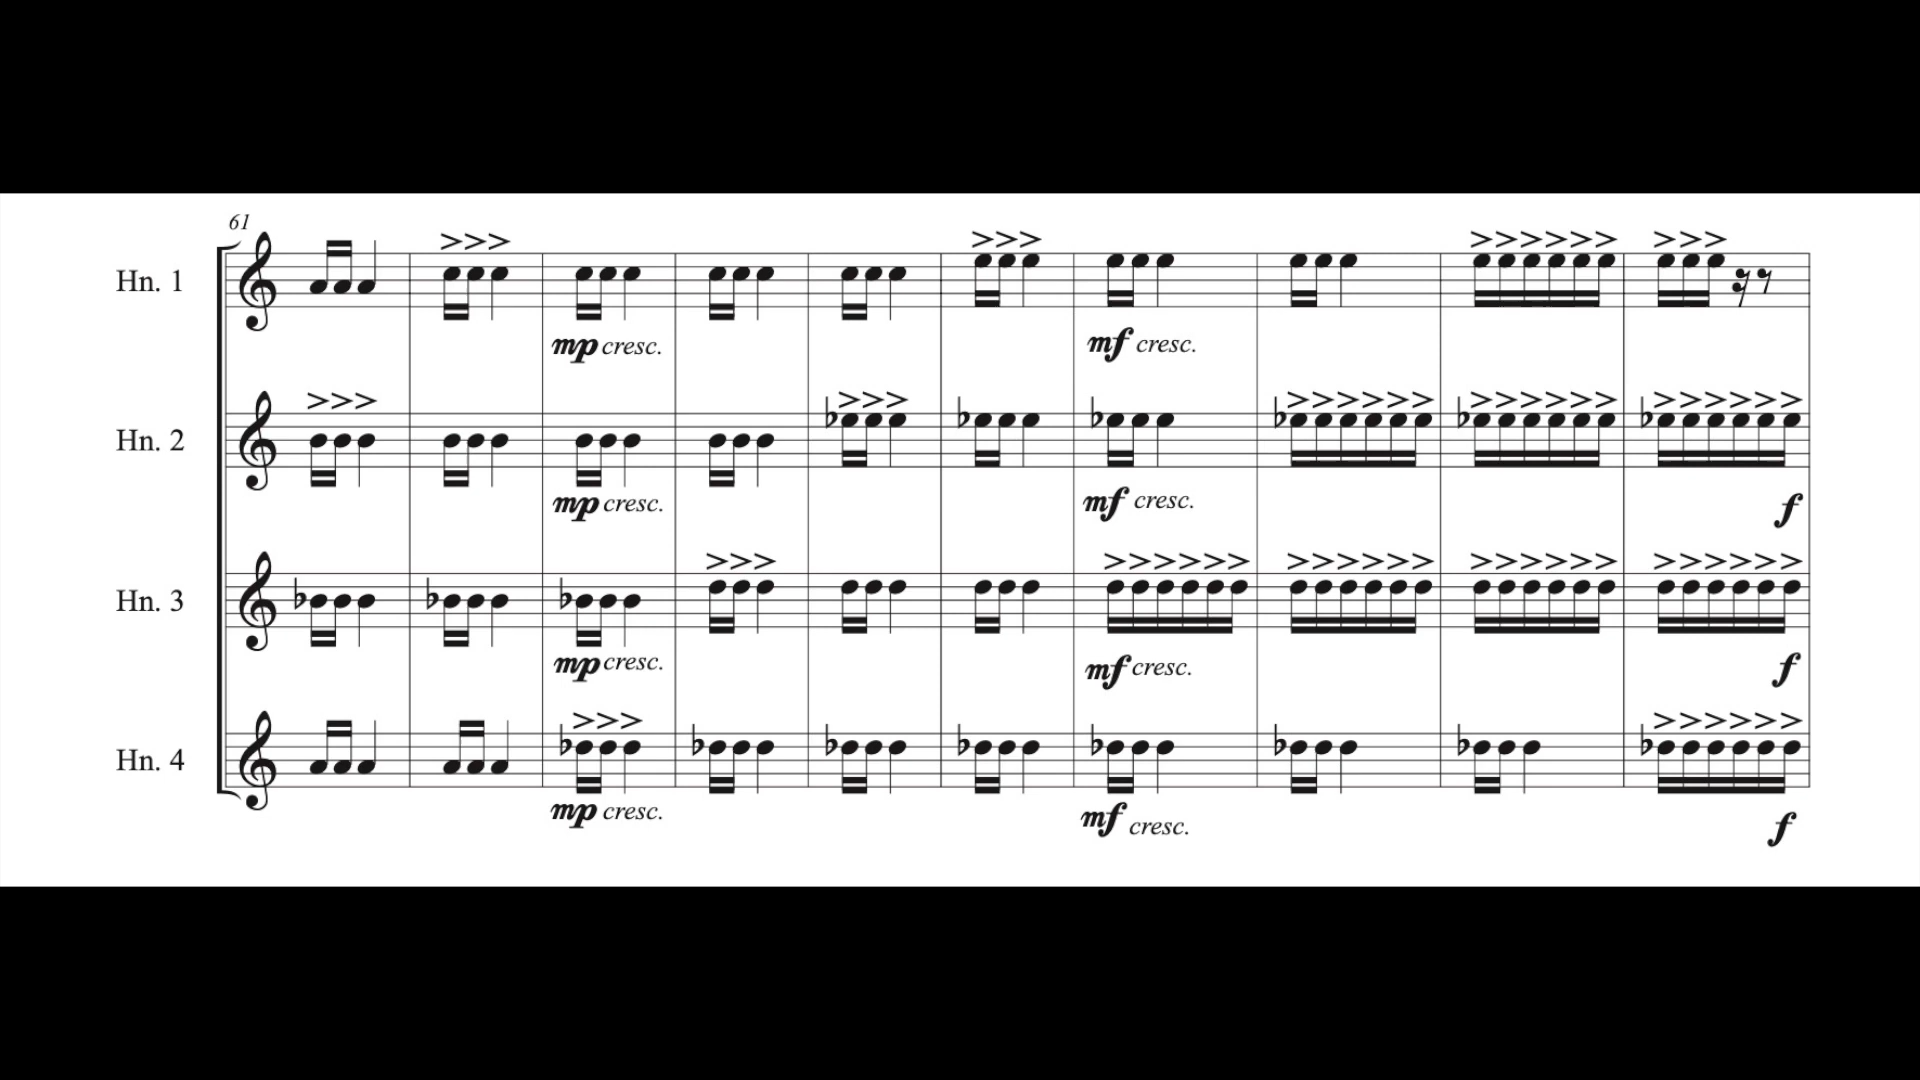 61
Hn. 1
mp cresc. mf cresc.
Hn. 2
mp cresc. mf cresc. f
Hn. 3
mp cresc. mf cresc. f
Hn. 4
mp cresc. mf cresc. f